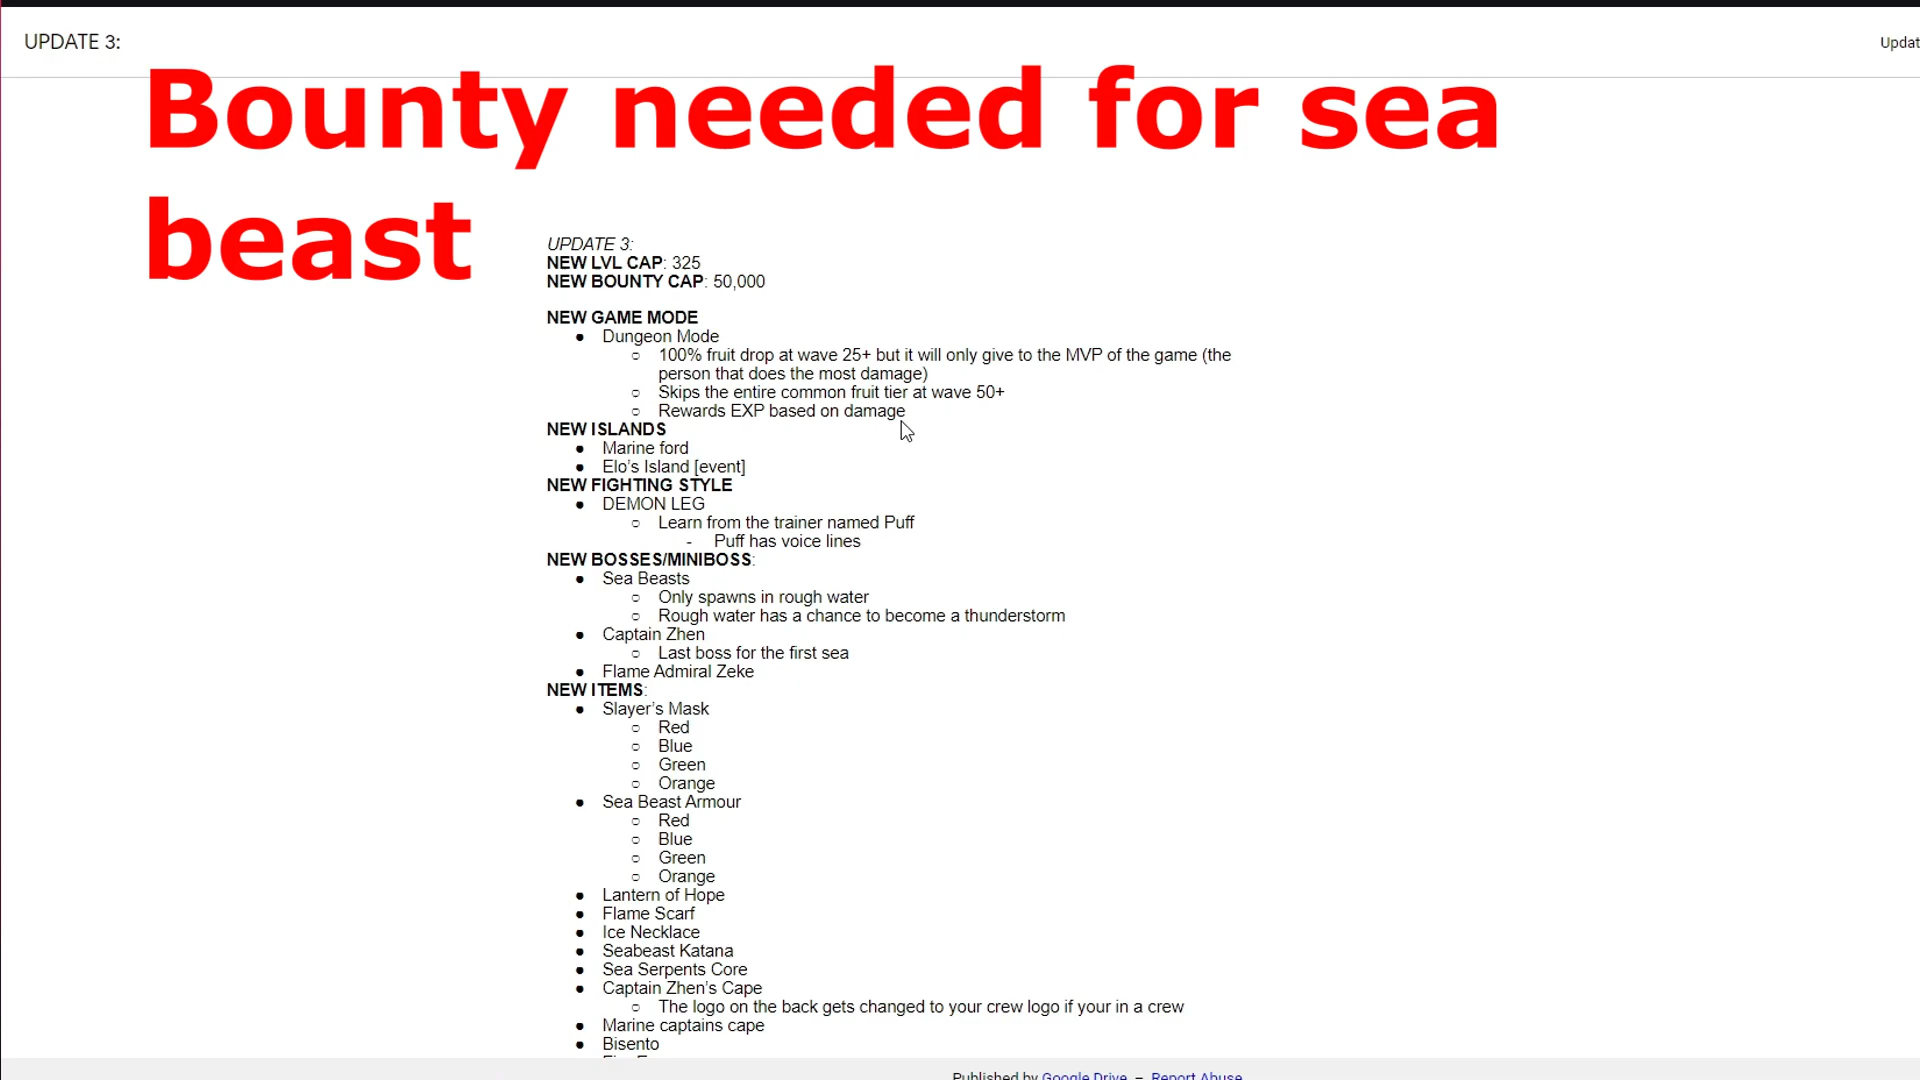 UPDATE 3:
Updat
Bounty needed for sea
beast
UPDATE 3:
NEW LVL CAP: 325
NEW BOUNTY CAP: 50,000
NEW GAME MODE
● Dungeon Mode
○ 100% fruit drop at wave 25+ but it will only give to the MVP of the game (the
person that does the most damage)
○ Skips the entire common fruit tier at wave 50+
○ Rewards EXP based on damage
NEW ISLANDS
● Marine ford
● Elo's Island [event]
NEW FIGHTING STYLE
● DEMON LEG
○ Learn from the trainer named Puff
- Puff has voice lines
NEW BOSSES/MINIBOSS:
● Sea Beasts
○ Only spawns in rough water
○ Rough water has a chance to become a thunderstorm
● Captain Zhen
○ Last boss for the first sea
● Flame Admiral Zeke
NEW ITEMS:
● Slayer's Mask
○ Red
○ Blue
○ Green
○ Orange
● Sea Beast Armour
○ Red
○ Blue
○ Green
○ Orange
● Lantern of Hope
● Flame Scarf
● Ice Necklace
● Seabeast Katana
● Sea Serpents Core
● Captain Zhen's Cape
○ The logo on the back gets changed to your crew logo if your in a crew
● Marine captains cape
● Bisento
Published by Google Drive – Report Abuse